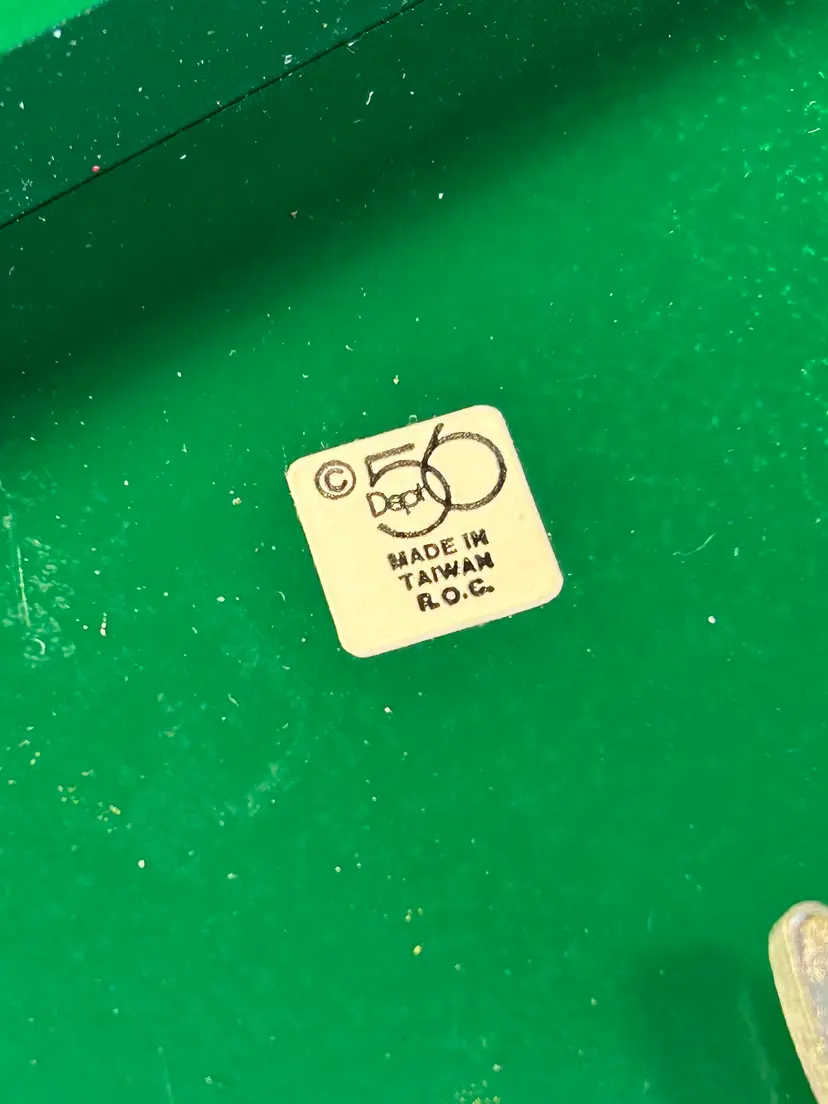 © 56
Dept
MADE IN
TAIWAN
R.O.C.